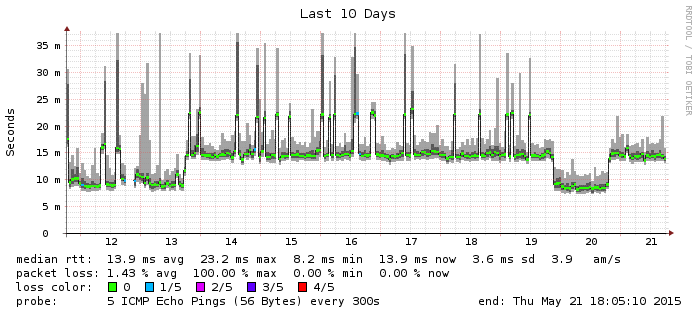 Last 10 Days
RRDTOOL / TOBI OETIKER
Seconds
35 m
30 m
25 m
20 m
15 m
10 m
5 m
0
12 13 14 15 16 17 18 19 20 21
median rtt: 13.9 ms avg 23.2 ms max 8.2 ms min 13.9 ms now 3.6 ms sd 3.9 am/s
packet loss: 1.43 % avg 100.00 % max 0.00 % min 0.00 % now
loss color: 0 1/5 2/5 3/5 4/5
probe: 5 ICMP Echo Pings (56 Bytes) every 300s end: Thu May 21 18:05:10 2015